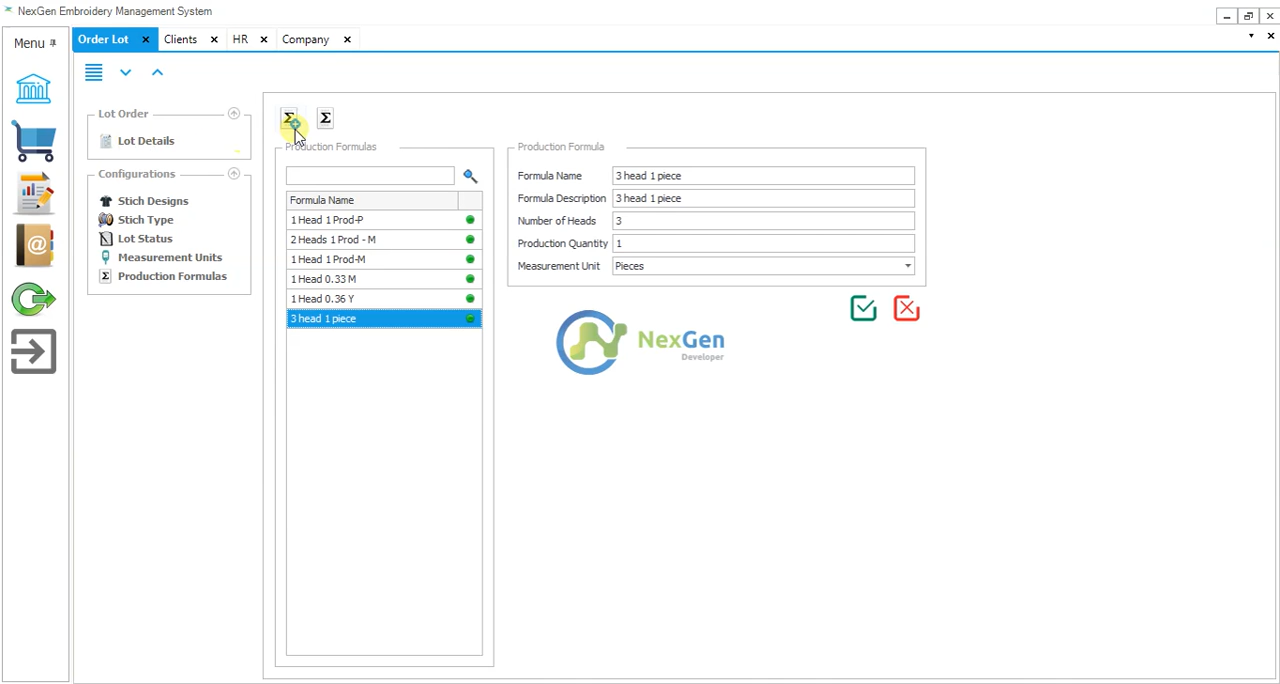 NexGen Embroidery Management System
Menu
Order Lot
Clients
HR
Company
Lot Order
Lot Details
Configurations
Stich Designs
Stich Type
Lot Status
Measurement Units
Production Formulas
Production Formulas
Formula Name
1 Head 1 Prod-P
2 Heads 1 Prod - M
1 Head 1 Prod-M
1 Head 0.33 M
1 Head 0.36 Y
3 head 1 piece
Production Formula
Formula Name 3 head 1 piece
Formula Description 3 head 1 piece
Number of Heads 3
Production Quantity 1
Measurement Unit Pieces
NexGen
Developer